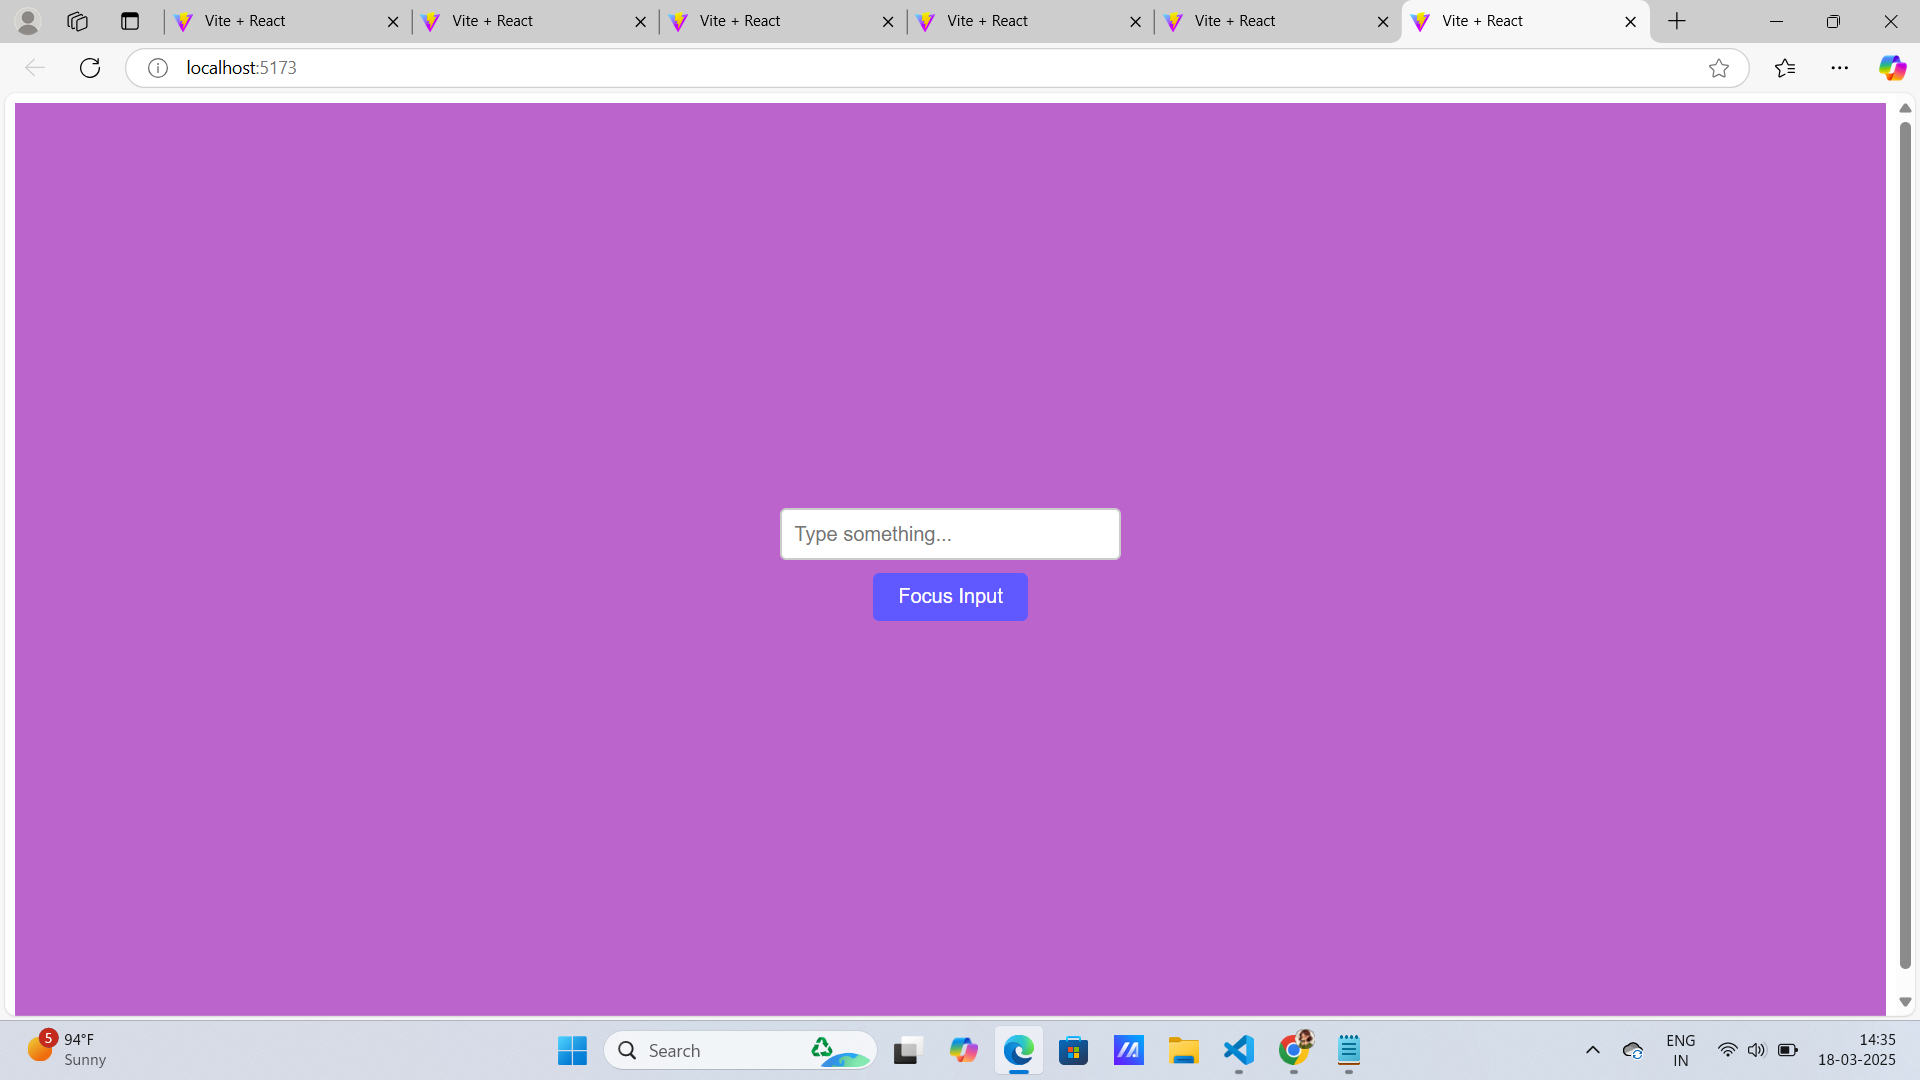 Vite + React
Vite + React
Vite + React
Vite + React
Vite + React
Vite + React
localhost:5173
Type something...
Focus Input
5
94°F
Sunny
Search
ENG
IN
14:35
18-03-2025